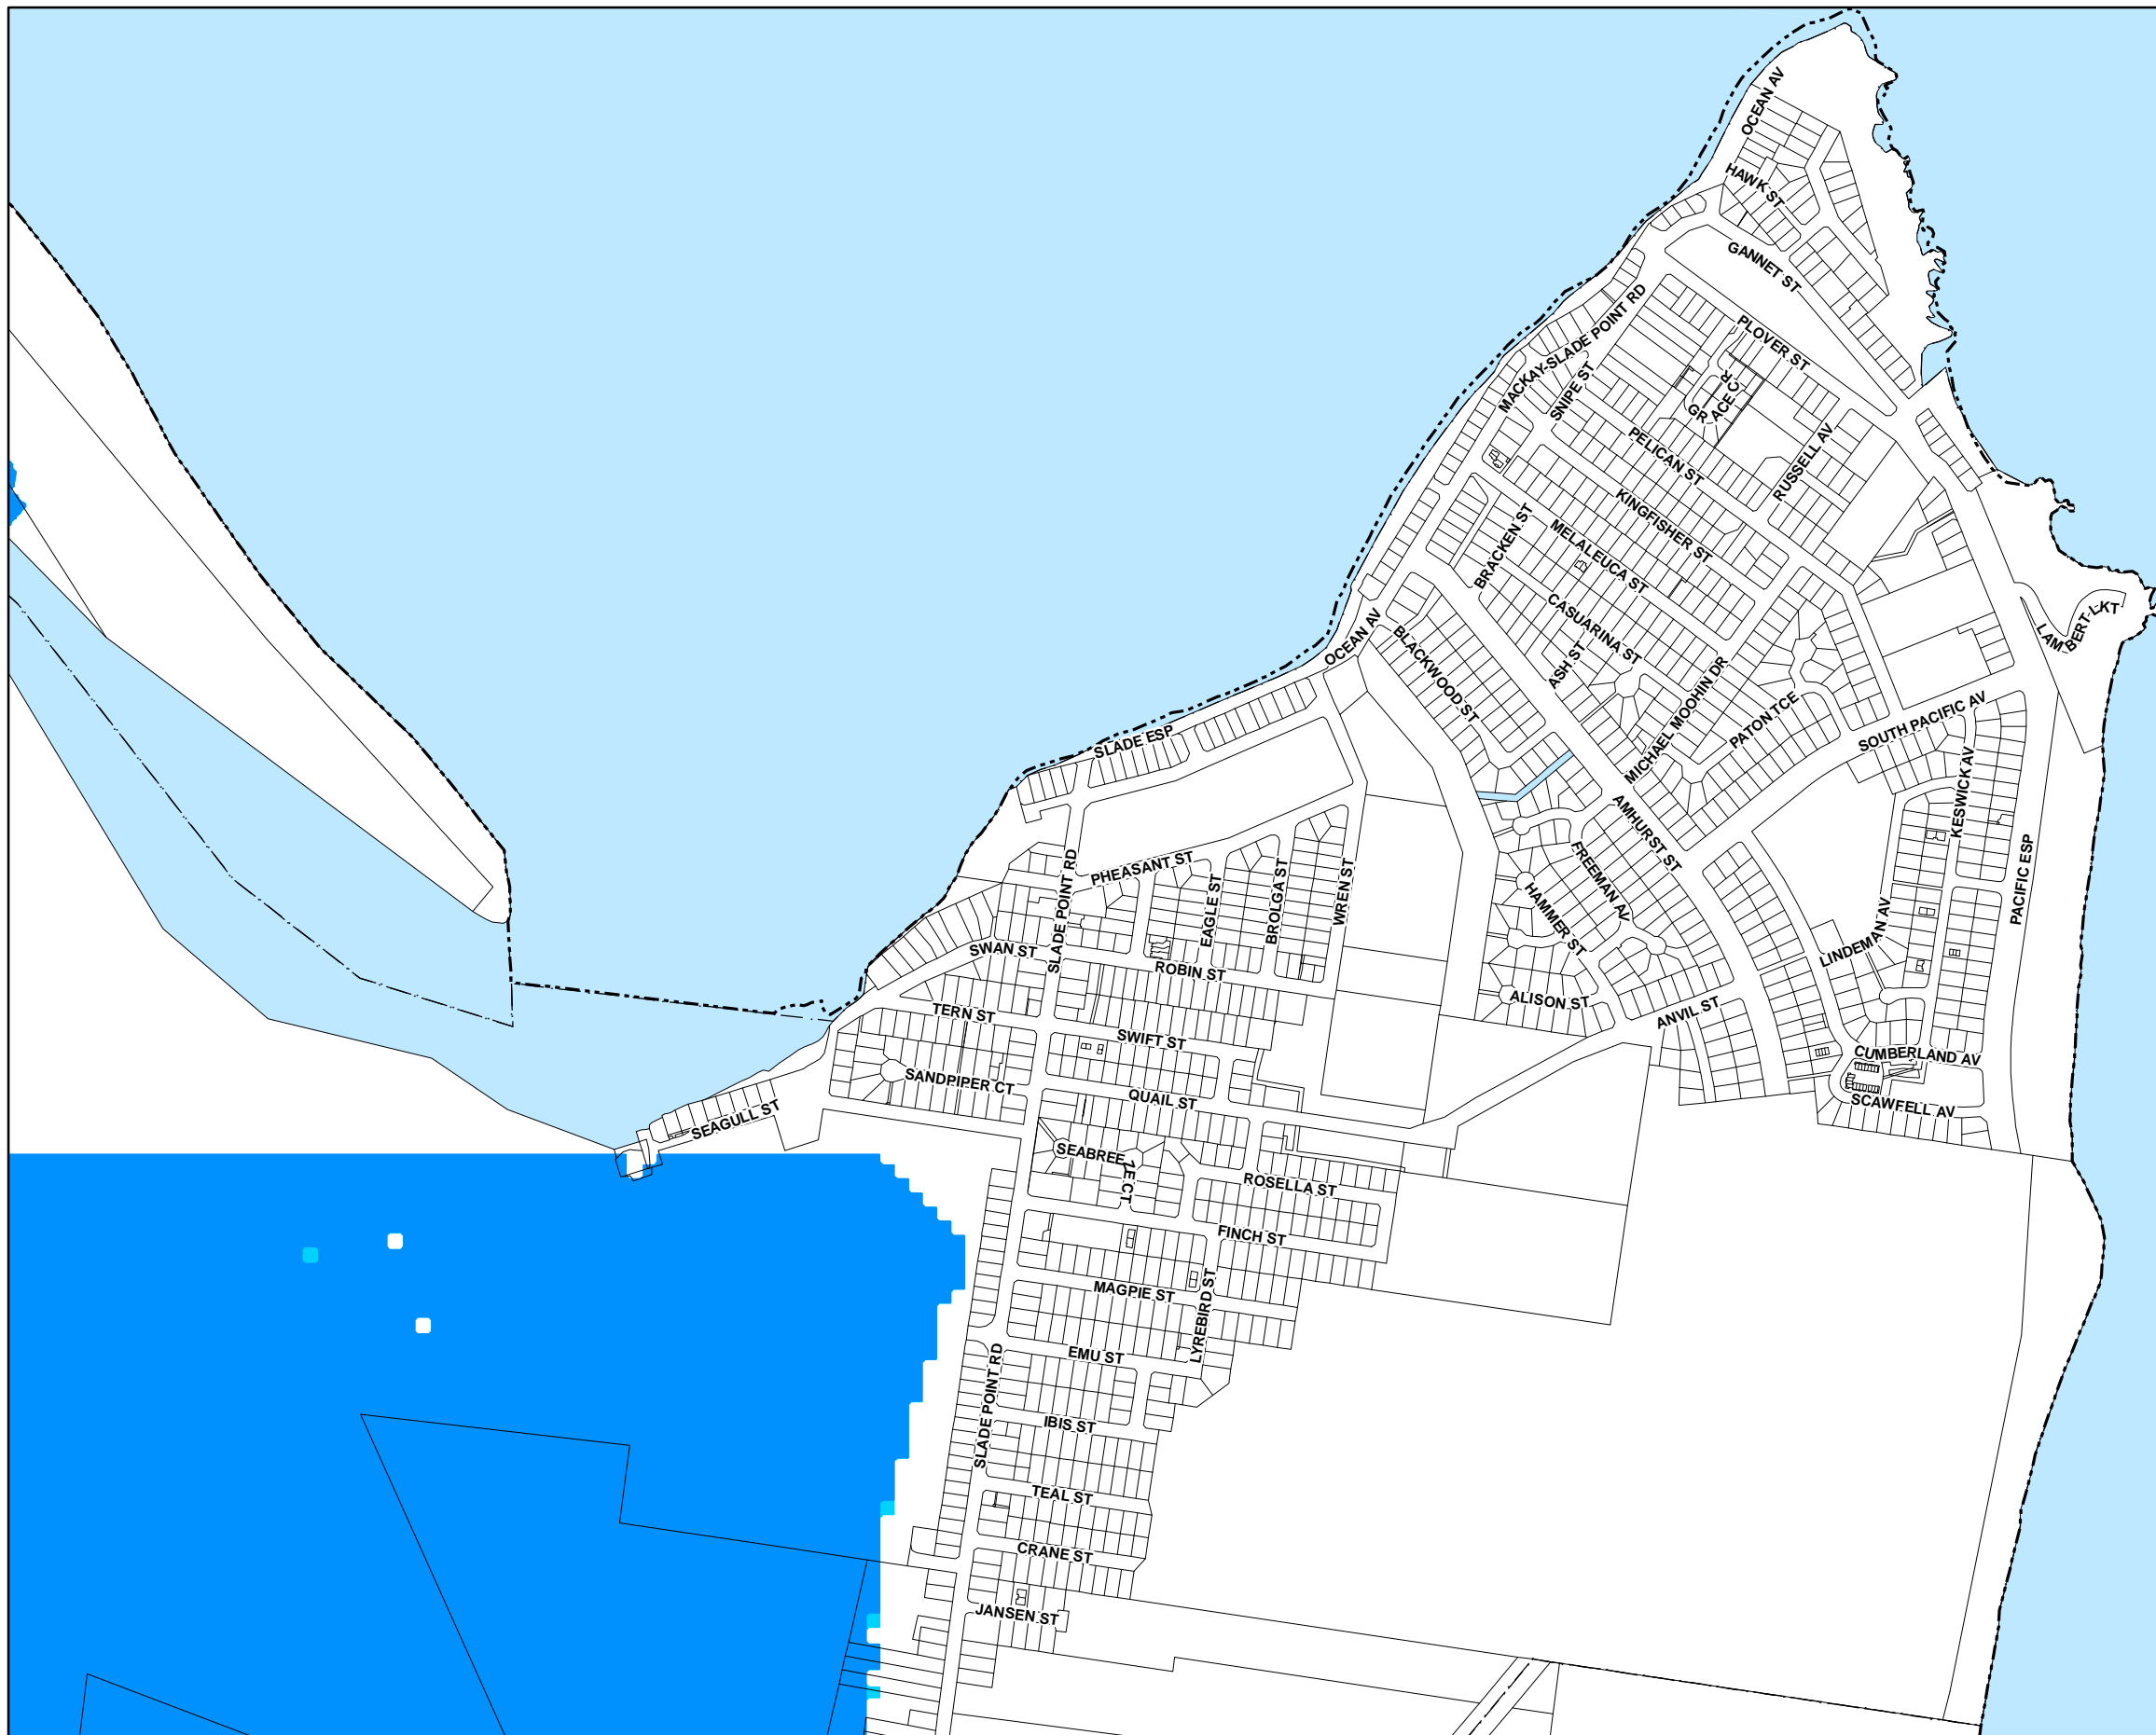 OCEAN AV
HAWK ST
GANNET ST
MACKAY-SLADE POINT RD
PLOVER ST
SNIPE ST
GRACE CR
PELICAN ST
RUSSELL AV
KINGFISHER ST
BRACKEN ST
MELALEUCA ST
CASUARINA ST
LAMBERT LKT
OCEAN AV
BLACKWOOD ST
ASH ST
MICHAEL MOOHIN DR
PATON TCE
SOUTH PACIFIC AV
SLADE ESP
KESWICK AV
AMHURST ST
PACIFIC ESP
PHEASANT ST
FREEMAN AV
SLADE POINT RD
EAGLE ST
BROLGA ST
WREN ST
HAMMER ST
LINDEMAN AV
SWAN ST
ROBIN ST
ALISON ST
ANVIL ST
TERN ST
SWIFT ST
CUMBERLAND AV
SANDPIPER CT
QUAIL ST
SCAWFELL AV
SEAGULL ST
SEABREEZE CT
ROSELLA ST
FINCH ST
MAGPIE ST
LYREBIRD ST
EMU ST
SLADE POINT RD
IBIS ST
TEAL ST
CRANE ST
JANSEN ST